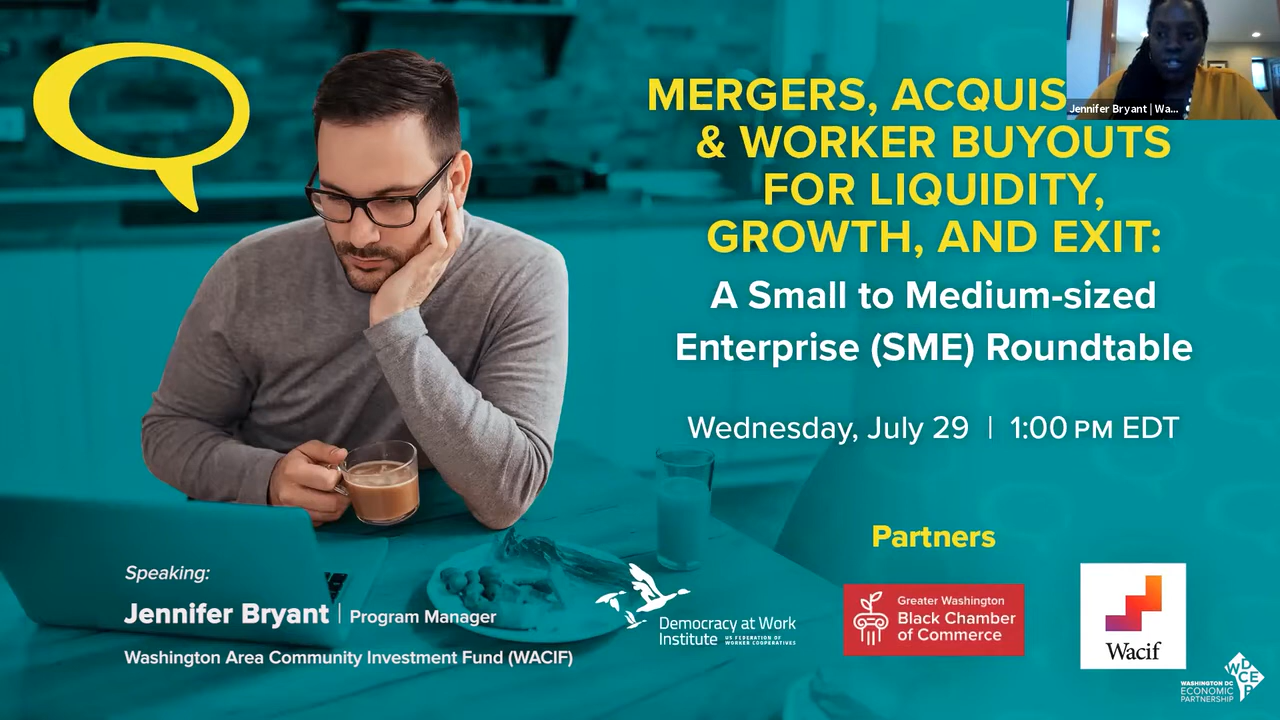 MERGERS, ACQUIS
& WORKER BUYOUTS
FOR LIQUIDITY,
GROWTH, AND EXIT:
A Small to Medium-sized
Enterprise (SME) Roundtable
Wednesday, July 29 | 1:00 PM EDT
Jennifer Bryant | Wa...
Speaking:
Jennifer Bryant | Program Manager
Washington Area Community Investment Fund (WACIF)
Partners
Democracy at Work
Institute
US FEDERATION OF
WORKER COOPERATIVES
Greater Washington
Black Chamber
of Commerce
Wacif
WDCEP
WASHINGTON DC
ECONOMIC
PARTNERSHIP